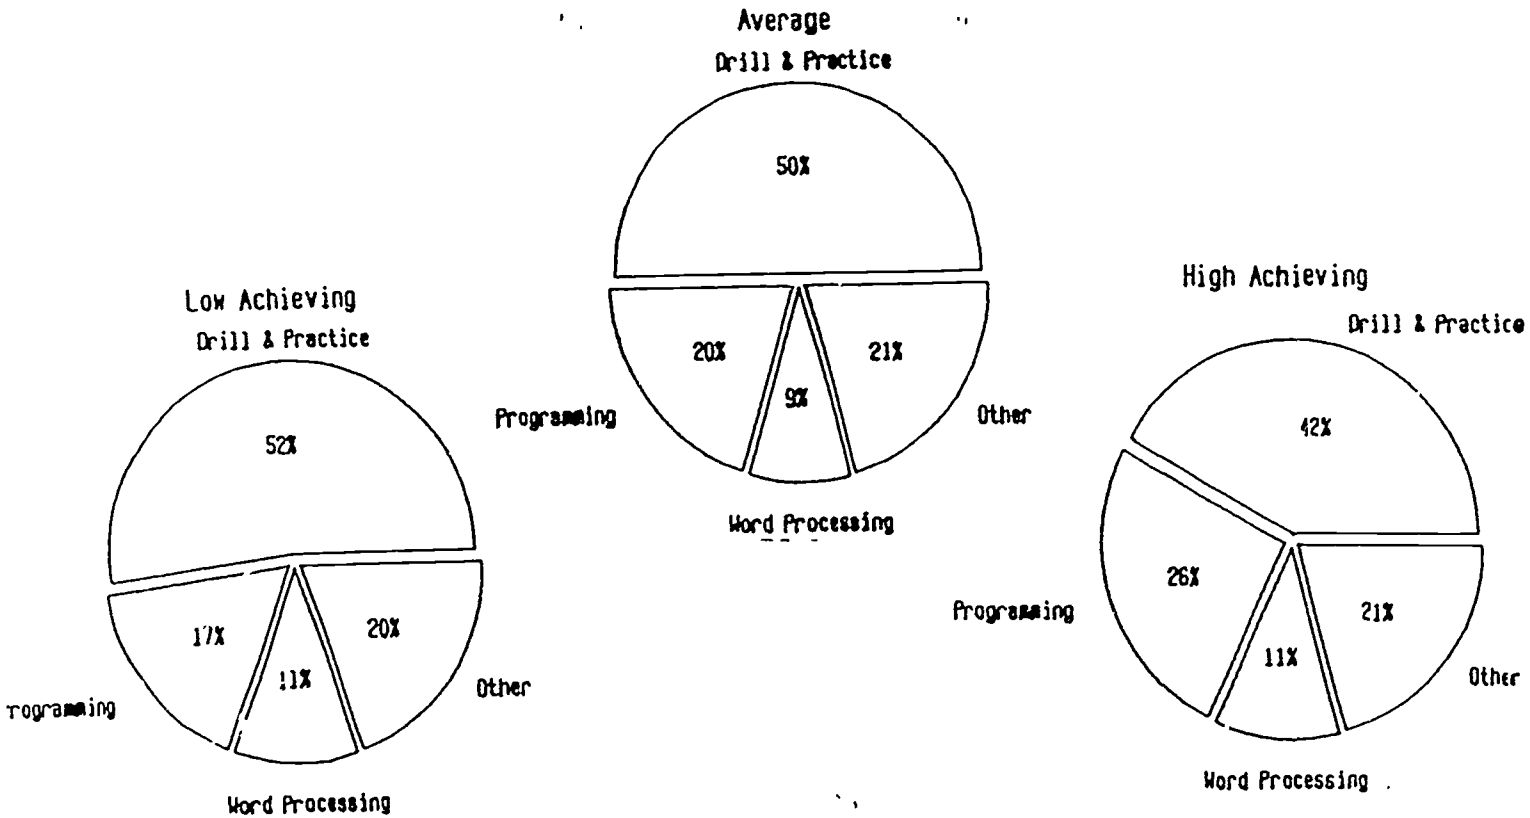 Average
Drill & Practice
50%
20%
21%
9%
Programming
Other
Word Processing
Low Achieving
Drill & Practice
52%
17%
20%
11%
rogramming
Other
Word Processing
High Achieving
Drill & Practice
42%
26%
21%
11%
Programming
Other
Word Processing